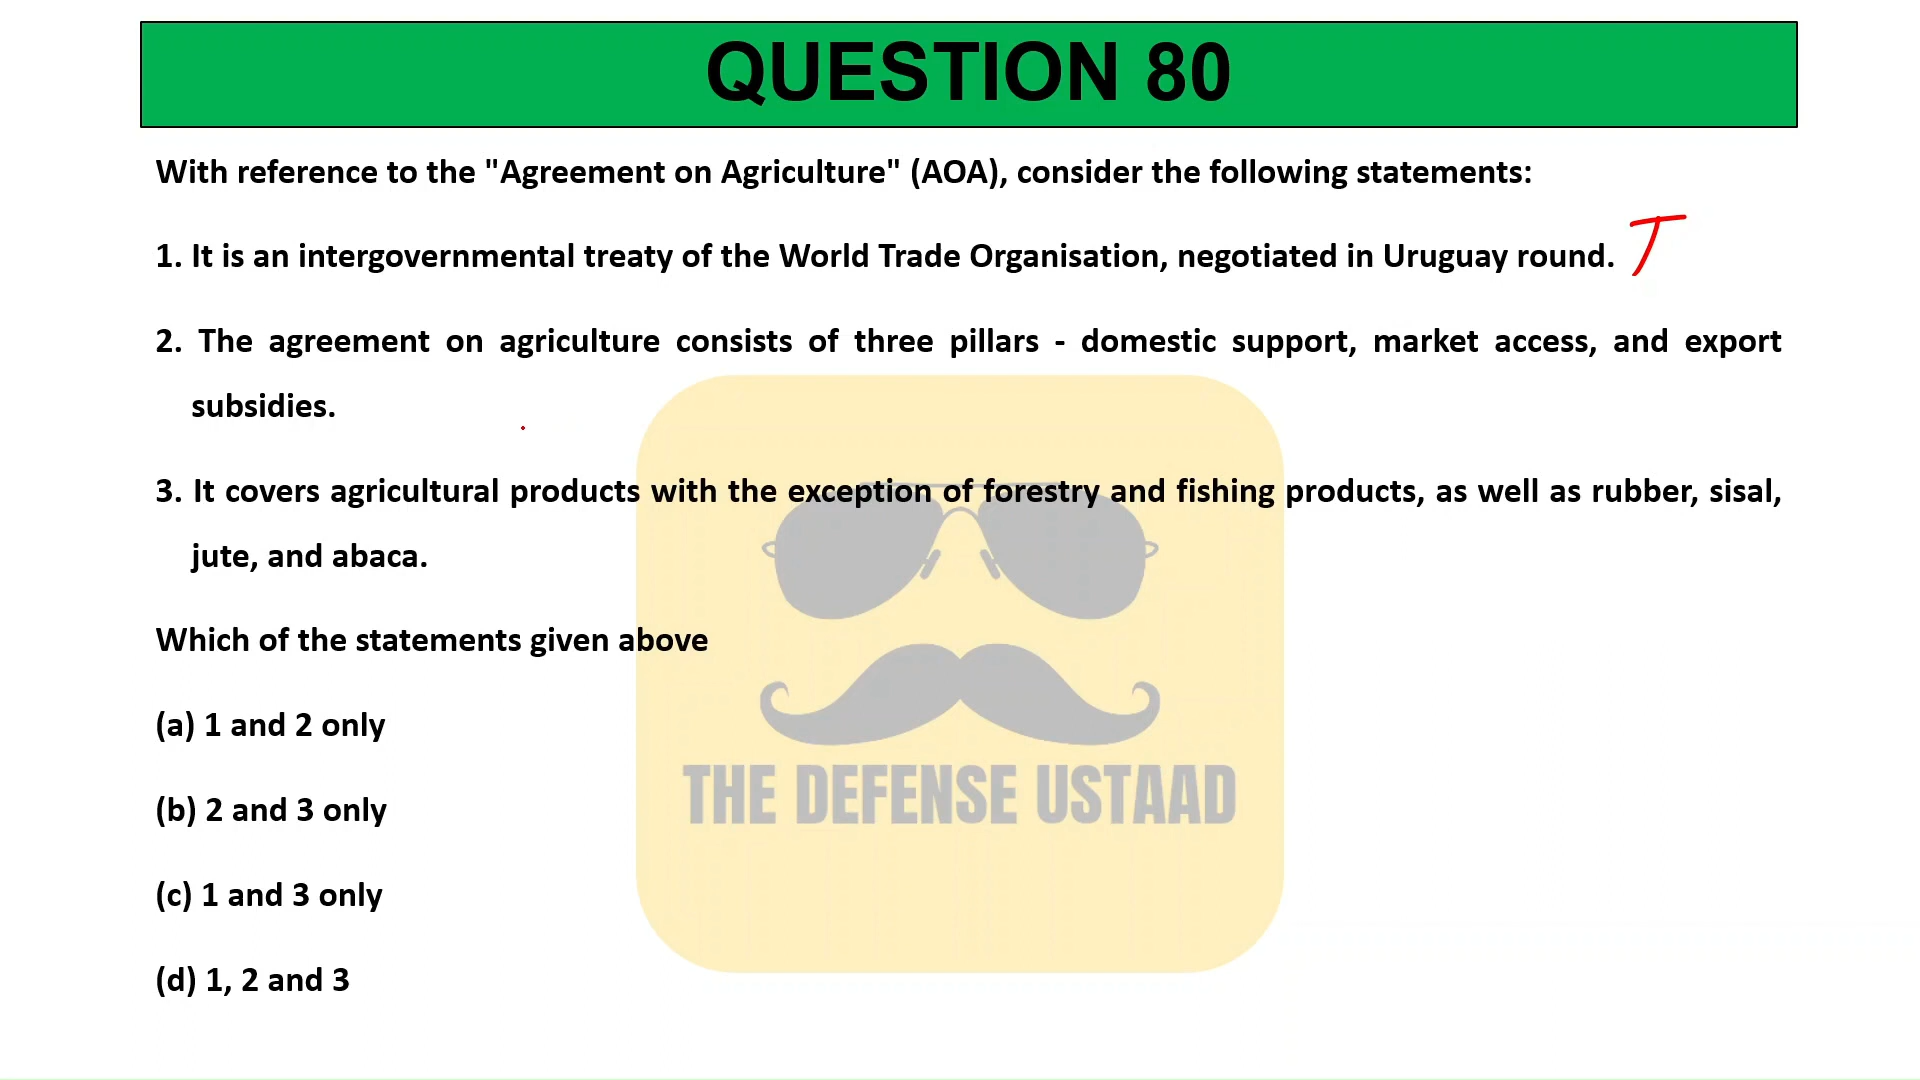 QUESTION 80
With reference to the "Agreement on Agriculture" (AOA), consider the following statements:
1. It is an intergovernmental treaty of the World Trade Organisation, negotiated in Uruguay round. T
2. The agreement on agriculture consists of three pillars - domestic support, market access, and export
subsidies.
3. It covers agricultural products with the exception of forestry and fishing products, as well as rubber, sisal,
jute, and abaca.
Which of the statements given above
(a) 1 and 2 only
THE DEFENSE USTAAD
(b) 2 and 3 only
(c) 1 and 3 only
(d) 1, 2 and 3